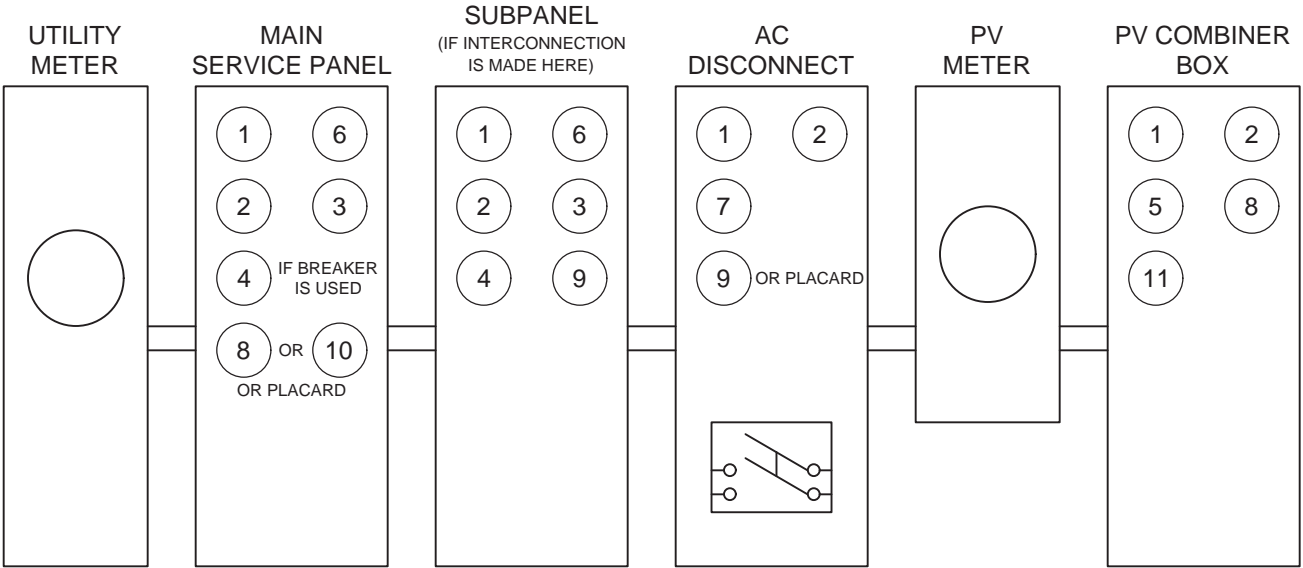 UTILITY
METER
MAIN
SERVICE PANEL
SUBPANEL
(IF INTERCONNECTION
IS MADE HERE)
AC
DISCONNECT
PV
METER
PV COMBINER
BOX
1 6
2 3
4 IF BREAKER
IS USED
8 OR 10
OR PLACARD
1 6
2 3
4 9
1 2
7
9 OR PLACARD
1 2
5 8
11